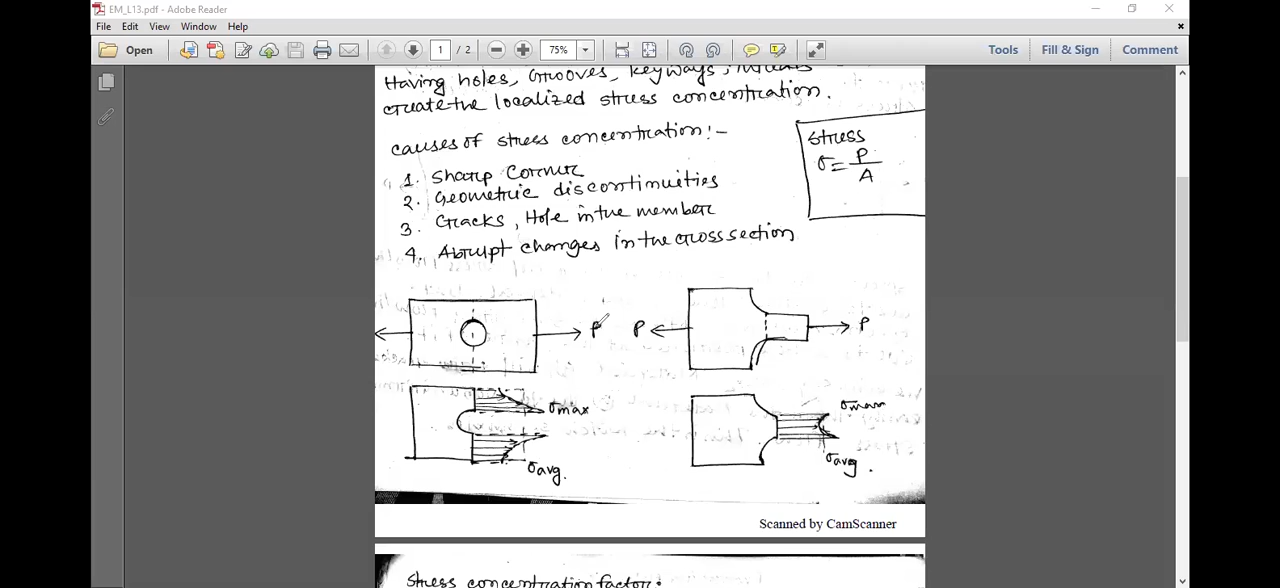 EM_L13.pdf - Adobe Reader
File Edit View Window Help
Open 1 / 2 75% Tools Fill & Sign Comment
Having holes, Grooves, Keyways,
create the localized stress concentration.
causes of stress concentration:-
Stress
σ = P/A
1. Sharp Corner
2. Geometric discontinuities
3. Cracks, Hole in the member
4. Abrupt changes in the cross section
P P P
σmax σmax
σavg. σavg.
Scanned by CamScanner
Stress concentration factor: